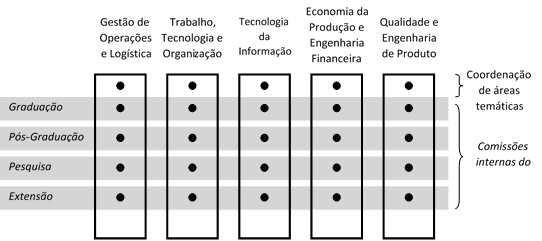 Gestão de
Operações
e Logística
Trabalho,
Tecnologia e
Organização
Tecnologia
da
Informação
Economia da
Produção e
Engenharia
Financeira
Qualidade e
Engenharia
de Produto
Coordenação
de áreas
temáticas
Graduação
Pós-Graduação
Pesquisa
Extensão
Comissões
internas do